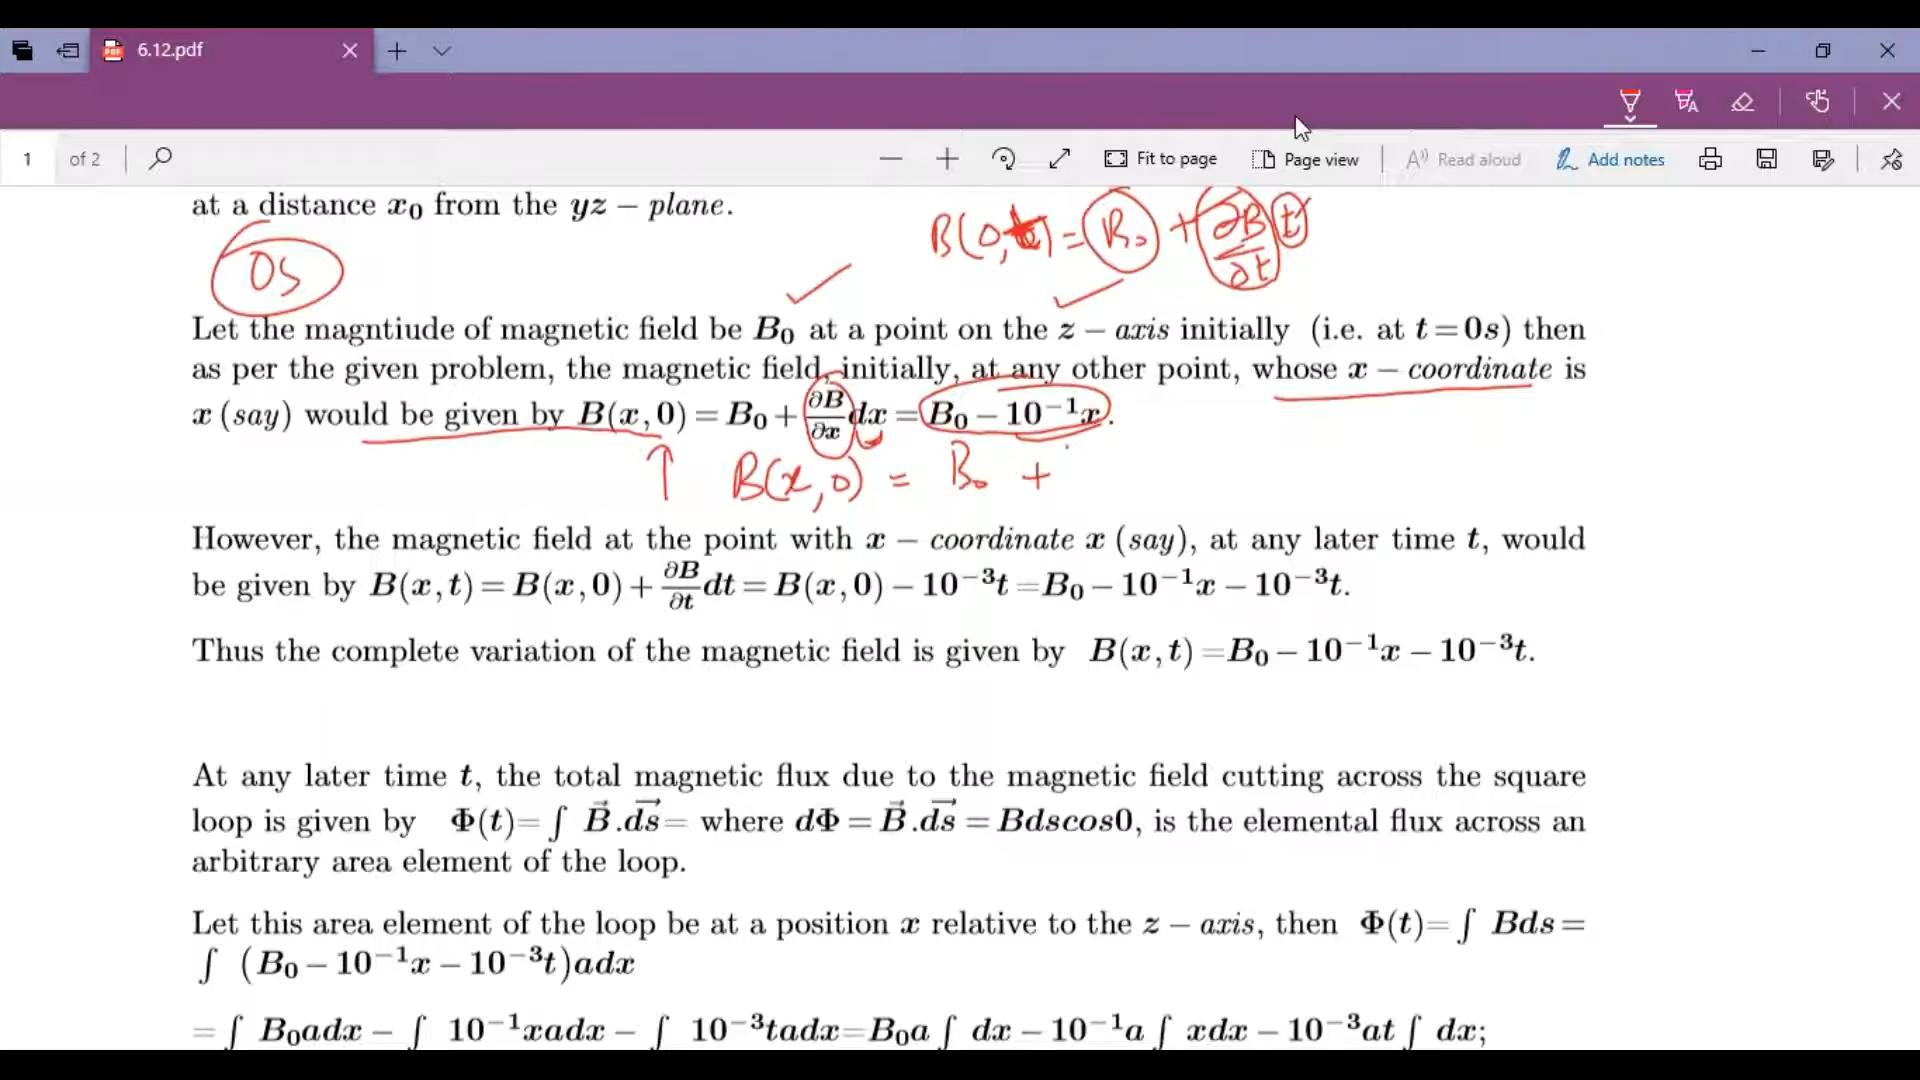 6.12.pdf
1 of 2 Fit to page Page view A Read aloud Add notes
at a distance x₀ from the yz − plane.
B(0,t) = B₀ + ∂B/∂t t
0s
Let the magntiude of magnetic field be B₀ at a point on the z − axis initially (i.e. at t=0s) then
as per the given problem, the magnetic field, initially, at any other point, whose x − coordinate is
x (say) would be given by B(x,0) = B₀ + ∂B/∂x dx = B₀ − 10⁻¹x.
B(x,0) = B₀ +
However, the magnetic field at the point with x − coordinate x (say), at any later time t, would
be given by B(x,t) = B(x,0) + ∂B/∂t dt = B(x,0) − 10⁻³t = B₀ − 10⁻¹x − 10⁻³t.
Thus the complete variation of the magnetic field is given by B(x,t) = B₀ − 10⁻¹x − 10⁻³t.
At any later time t, the total magnetic flux due to the magnetic field cutting across the square
loop is given by Φ(t)= ∫ B⃗.ds⃗ = where dΦ = B⃗.ds⃗ = Bdscos0, is the elemental flux across an
arbitrary area element of the loop.
Let this area element of the loop be at a position x relative to the z − axis, then Φ(t)= ∫ Bds =
∫ (B₀ − 10⁻¹x − 10⁻³t)adx
= ∫ B₀adx − ∫ 10⁻¹xadx − ∫ 10⁻³tadx = B₀a ∫ dx − 10⁻¹a ∫ xdx − 10⁻³at ∫ dx;